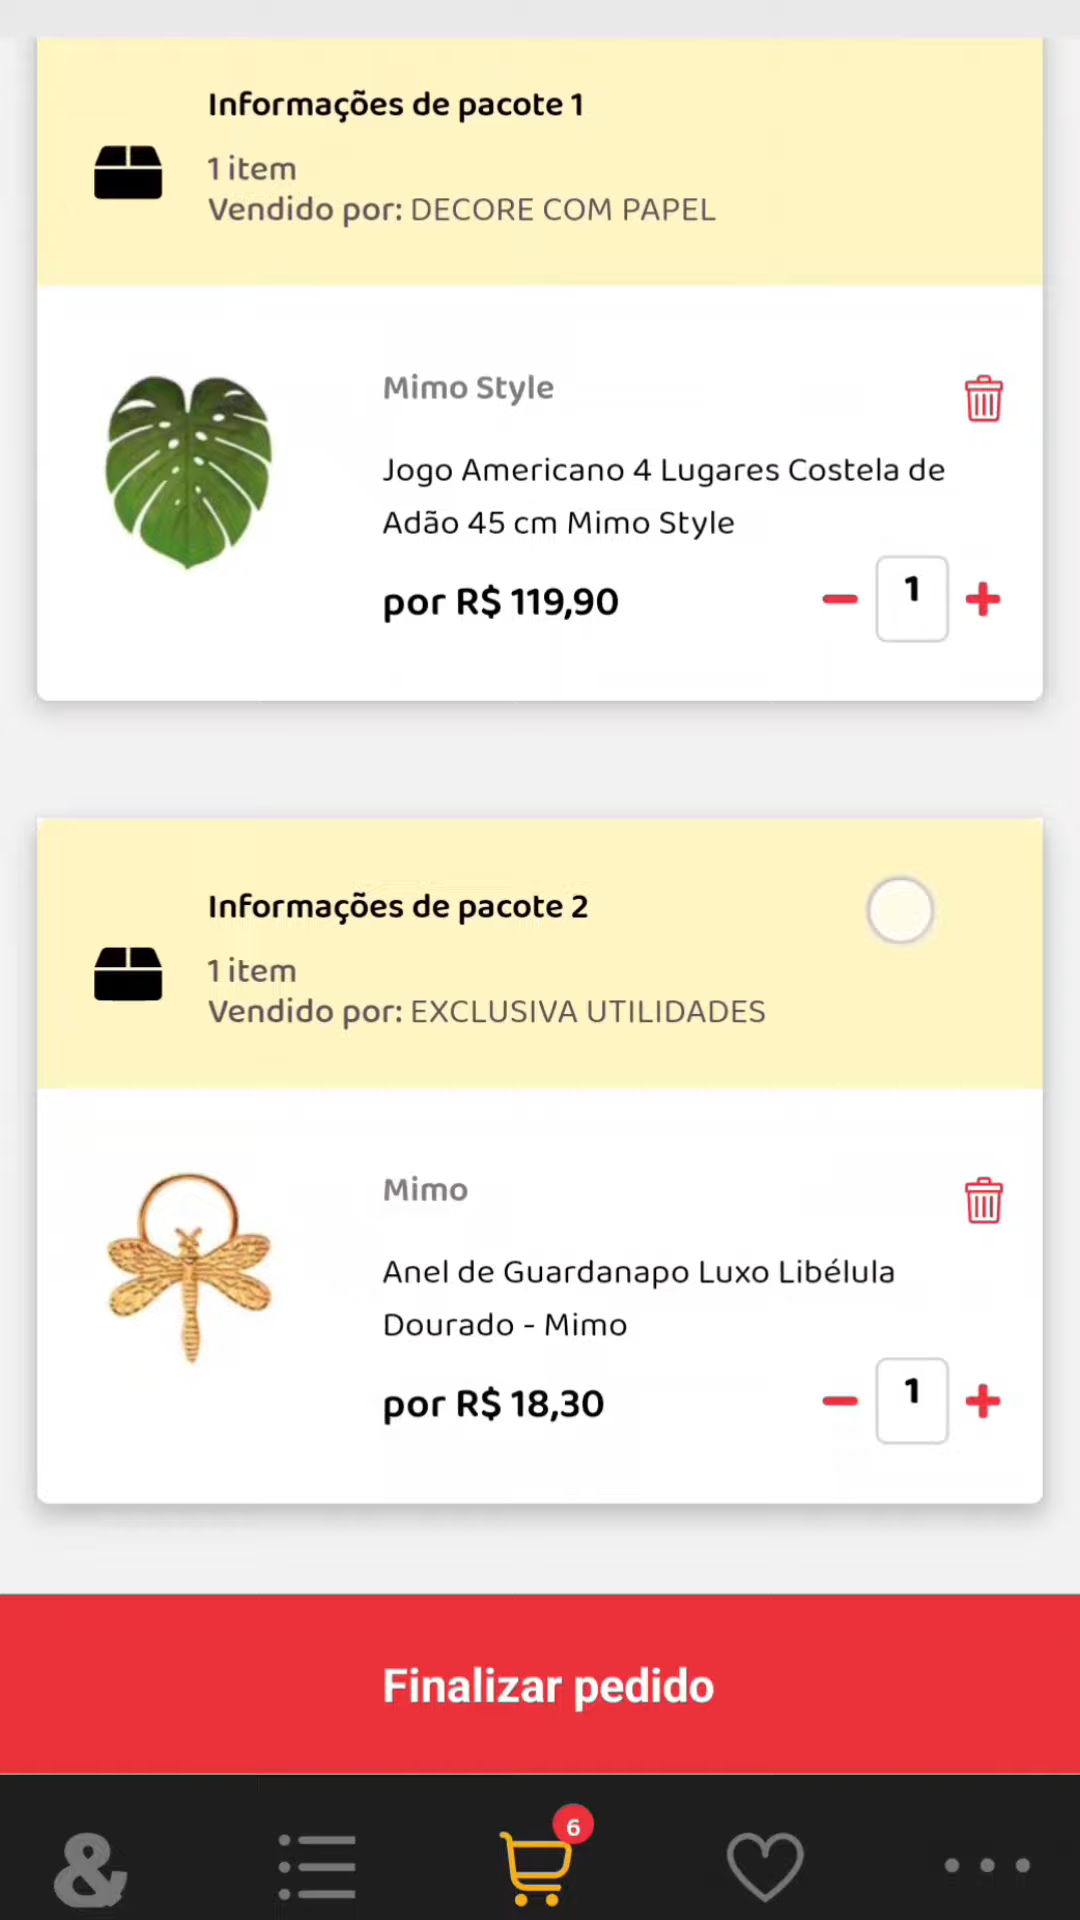 Informações de pacote 1
1 item
Vendido por: DECORE COM PAPEL
Mimo Style
Jogo Americano 4 Lugares Costela de
Adão 45 cm Mimo Style
por R$ 119,90
1
Informações de pacote 2
1 item
Vendido por: EXCLUSIVA UTILIDADES
Mimo
Anel de Guardanapo Luxo Libélula
Dourado - Mimo
por R$ 18,30
1
Finalizar pedido
6
&